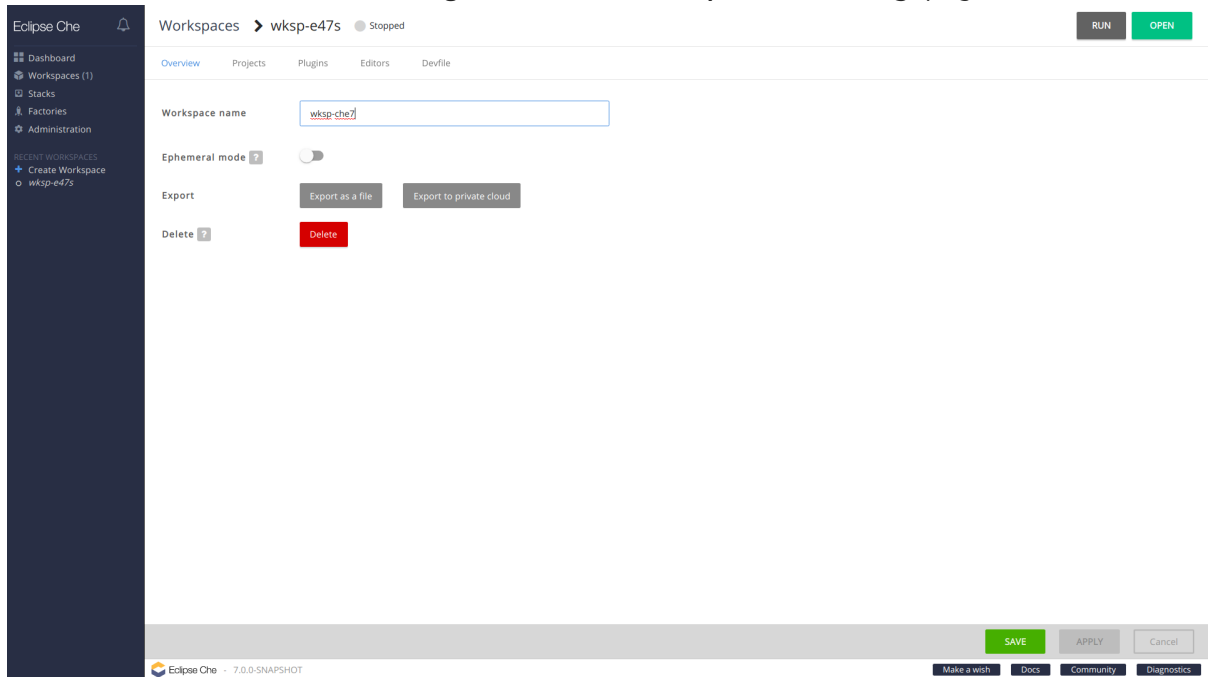 Eclipse Che
Workspaces > wksp-e47s Stopped
RUN OPEN
Dashboard
Workspaces (1)
Stacks
Factories
Administration
RECENT WORKSPACES
+ Create Workspace
wksp-e47s
Overview Projects Plugins Editors Devfile
Workspace name wksp-che7
Ephemeral mode ?
Export Export as a file Export to private cloud
Delete ? Delete
SAVE APPLY Cancel
Eclipse Che - 7.0.0-SNAPSHOT
Make a wish Docs Community Diagnostics